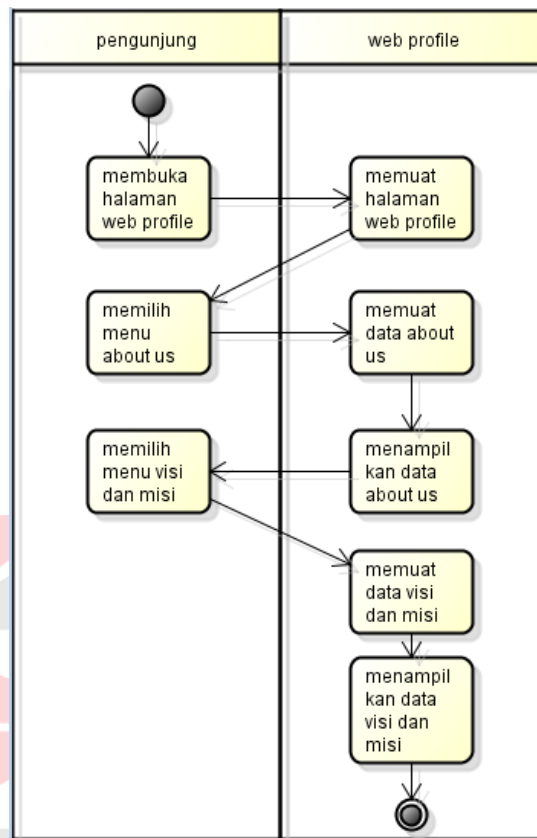 pengunjung
web profile
membuka
halaman
web profile
memuat
halaman
web profile
memilih
menu
about us
memuat
data about
us
memilih
menu visi
dan misi
menampil
kan data
about us
memuat
data visi
dan misi
menampil
kan data
visi dan
misi